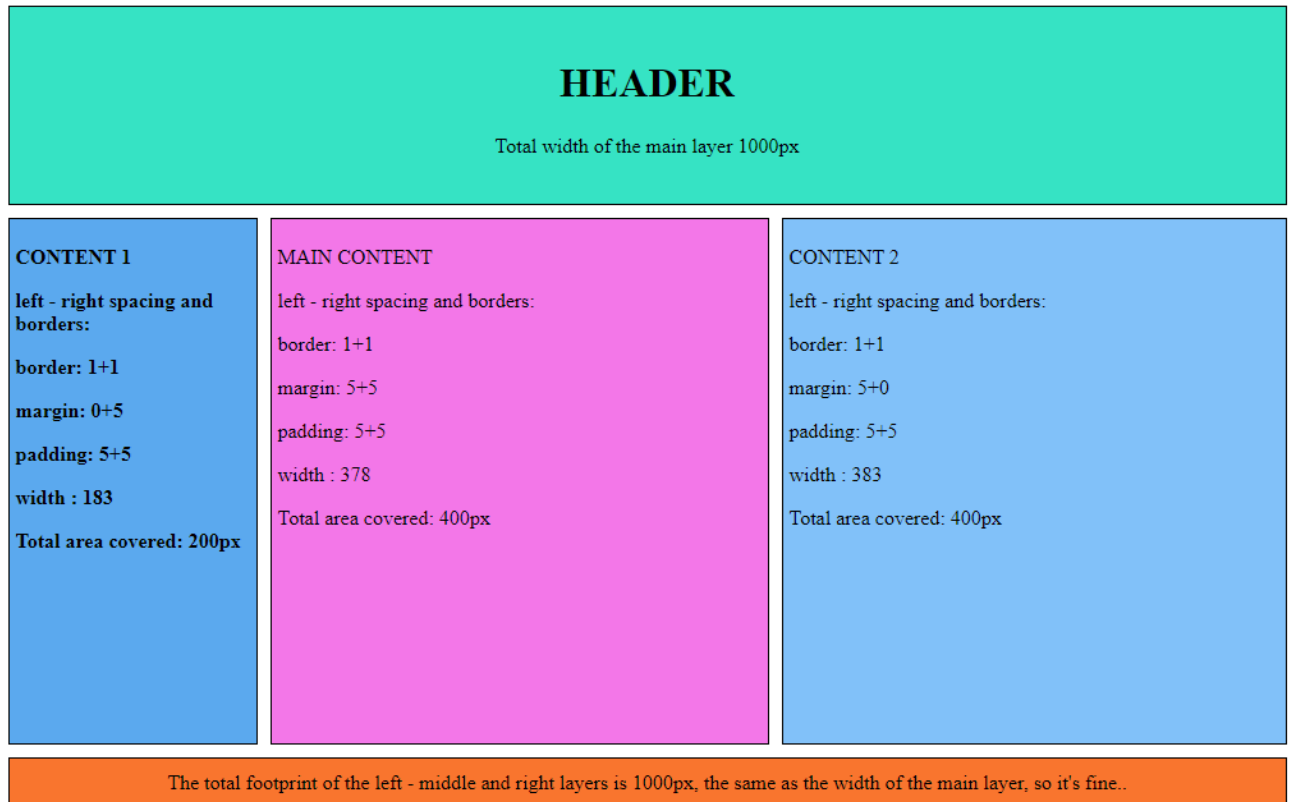 HEADER
Total width of the main layer 1000px
CONTENT 1
left - right spacing and
borders:
border: 1+1
margin: 0+5
padding: 5+5
width : 183
Total area covered: 200px
MAIN CONTENT
left - right spacing and borders:
border: 1+1
margin: 5+5
padding: 5+5
width : 378
Total area covered: 400px
CONTENT 2
left - right spacing and borders:
border: 1+1
margin: 5+0
padding: 5+5
width : 383
Total area covered: 400px
The total footprint of the left - middle and right layers is 1000px, the same as the width of the main layer, so it's fine..